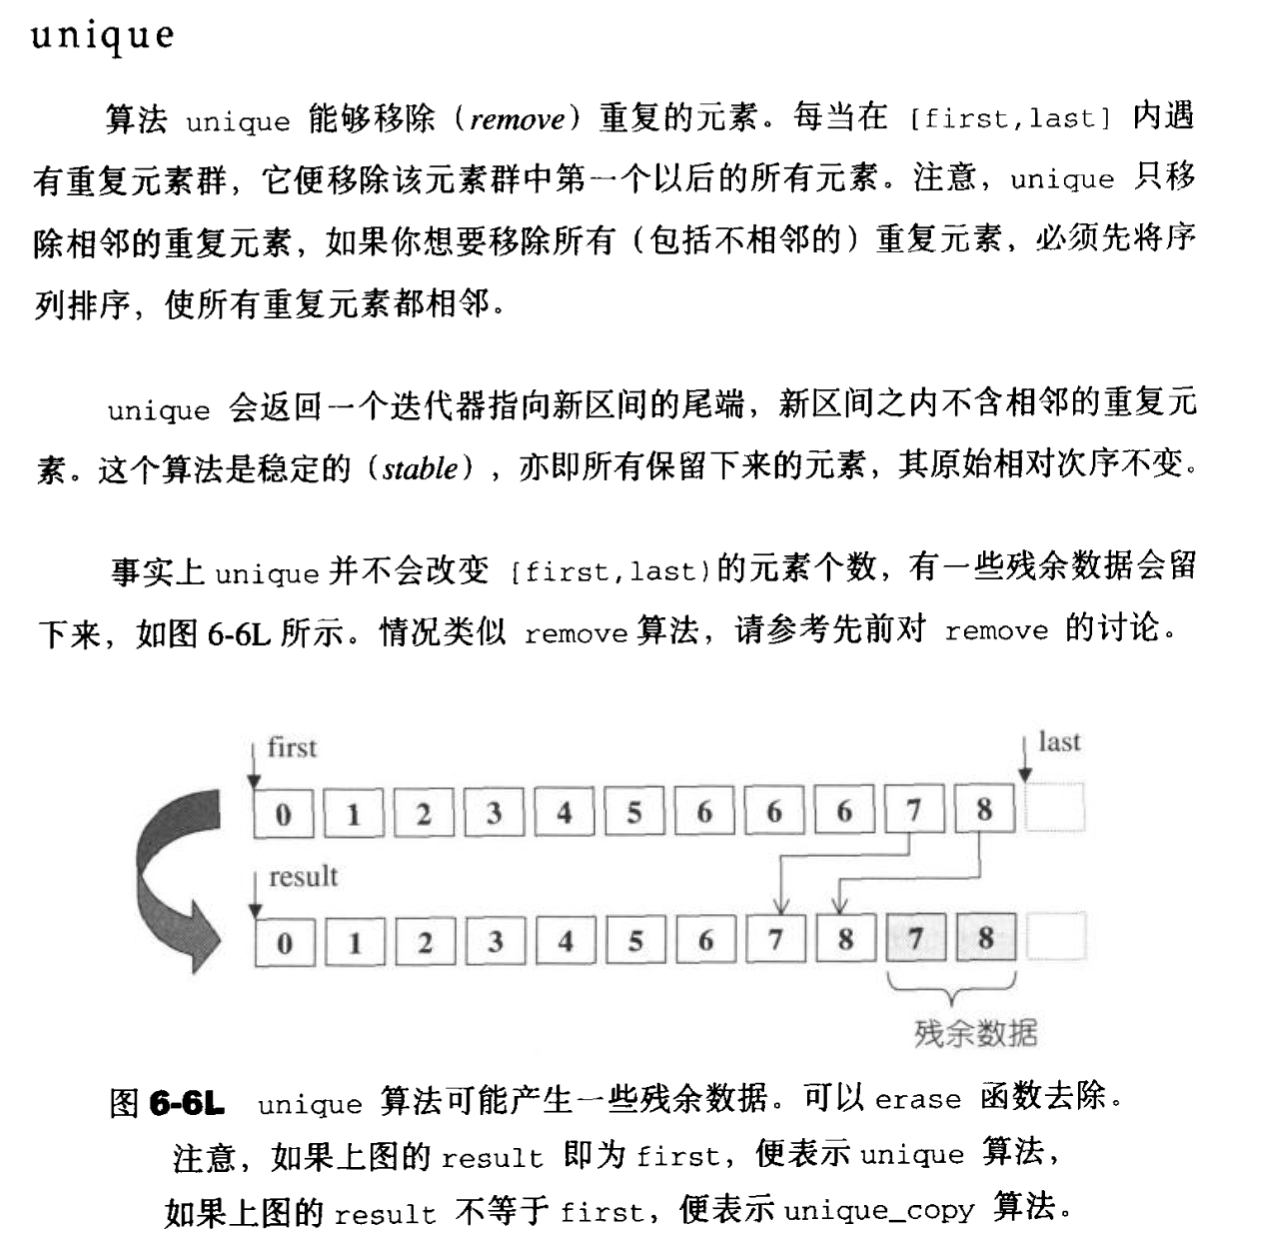 unique
算法 unique 能够移除（remove）重复的元素。每当在 [first,last] 内遇
有重复元素群，它便移除该元素群中第一个以后的所有元素。注意，unique 只移
除相邻的重复元素，如果你想要移除所有（包括不相邻的）重复元素，必须先将序
列排序，使所有重复元素都相邻。
unique 会返回一个迭代器指向新区间的尾端，新区间之内不含相邻的重复元
素。这个算法是稳定的（stable），亦即所有保留下来的元素，其原始相对次序不变。
事实上 unique 并不会改变 [first,last)的元素个数，有一些残余数据会留
下来，如图 6-6L 所示。情况类似 remove 算法，请参考先前对 remove 的讨论。
first last
0 1 2 3 4 5 6 6 6 7 8
result
0 1 2 3 4 5 6 7 8 7 8
残余数据
图 6-6L unique 算法可能产生一些残余数据。可以 erase 函数去除。
注意，如果上图的 result 即为 first，便表示 unique 算法，
如果上图的 result 不等于 first，便表示 unique_copy 算法。